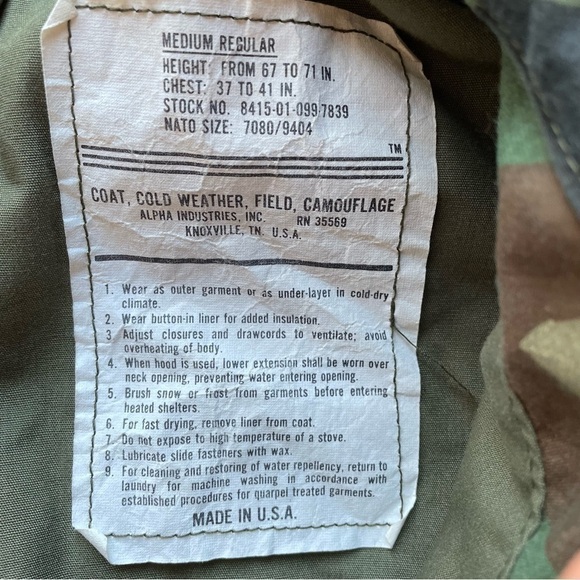 MEDIUM REGULAR
HEIGHT: FROM 67 TO 71 IN.
CHEST: 37 TO 41 IN.
STOCK NO. 8415-01-099-7839
NATO SIZE: 7080/9404
TM
COAT, COLD WEATHER, FIELD, CAMOUFLAGE
ALPHA INDUSTRIES, INC. RN 35569
KNOXVILLE, TN. U.S.A.
1. Wear as outer garment or as under-layer in cold-dry
climate.
2. Wear button-in liner for added insulation.
3 Adjust closures and drawcords to ventilate; avoid
overheating of body.
4. When hood is used, lower extension shall be worn over
neck opening, preventing water entering opening.
5. Brush snow or frost from garments before entering
heated shelters.
6. For fast drying, remove liner from coat.
7. Do not expose to high temperature of a stove.
8. Lubricate slide fasteners with wax.
9. For cleaning and restoring of water repellency, return to
laundry for machine washing in accordance with
established procedures for quarpel treated garments.
MADE IN U.S.A.